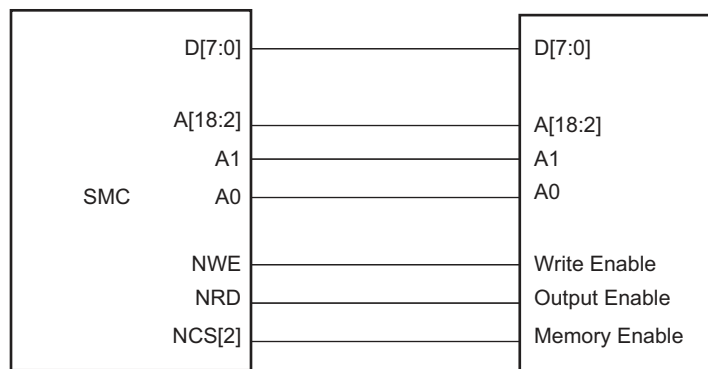 D[7:0] D[7:0]
A[18:2] A[18:2]
A1 A1
SMC A0 A0
NWE Write Enable
NRD Output Enable
NCS[2] Memory Enable